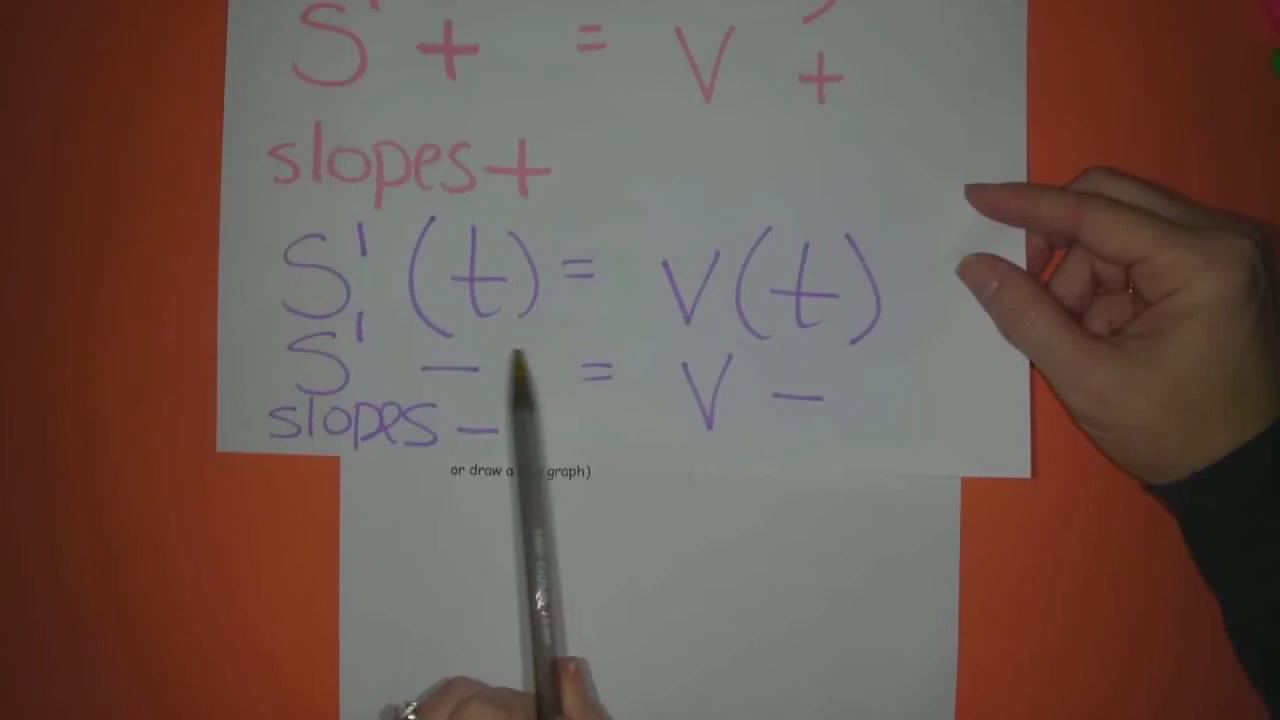 S' + = V +
slopes +
S' (t) = V(t)
S' - = V -
slopes -
or draw a graph)